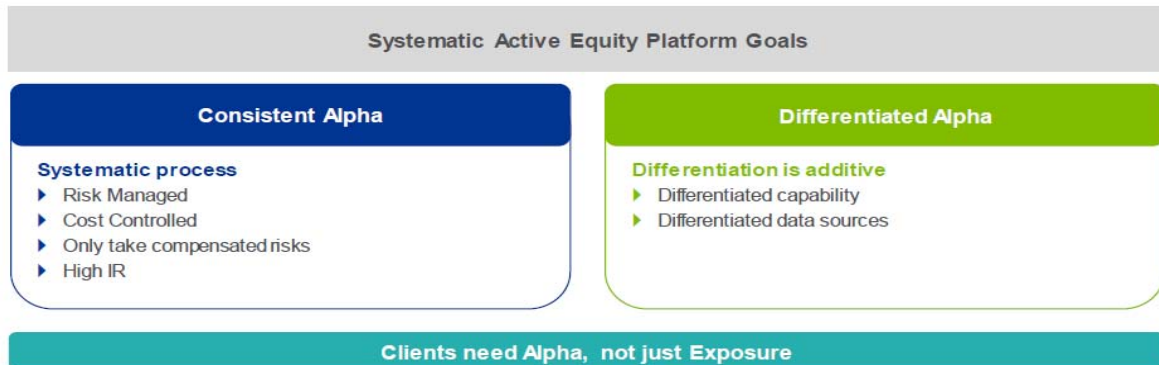 Systematic Active Equity Platform Goals
Consistent Alpha
Systematic process
Risk Managed
Cost Controlled
Only take compensated risks
High IR
Differentiated Alpha
Differentiation is additive
Differentiated capability
Differentiated data sources
Clients need Alpha, not just Exposure